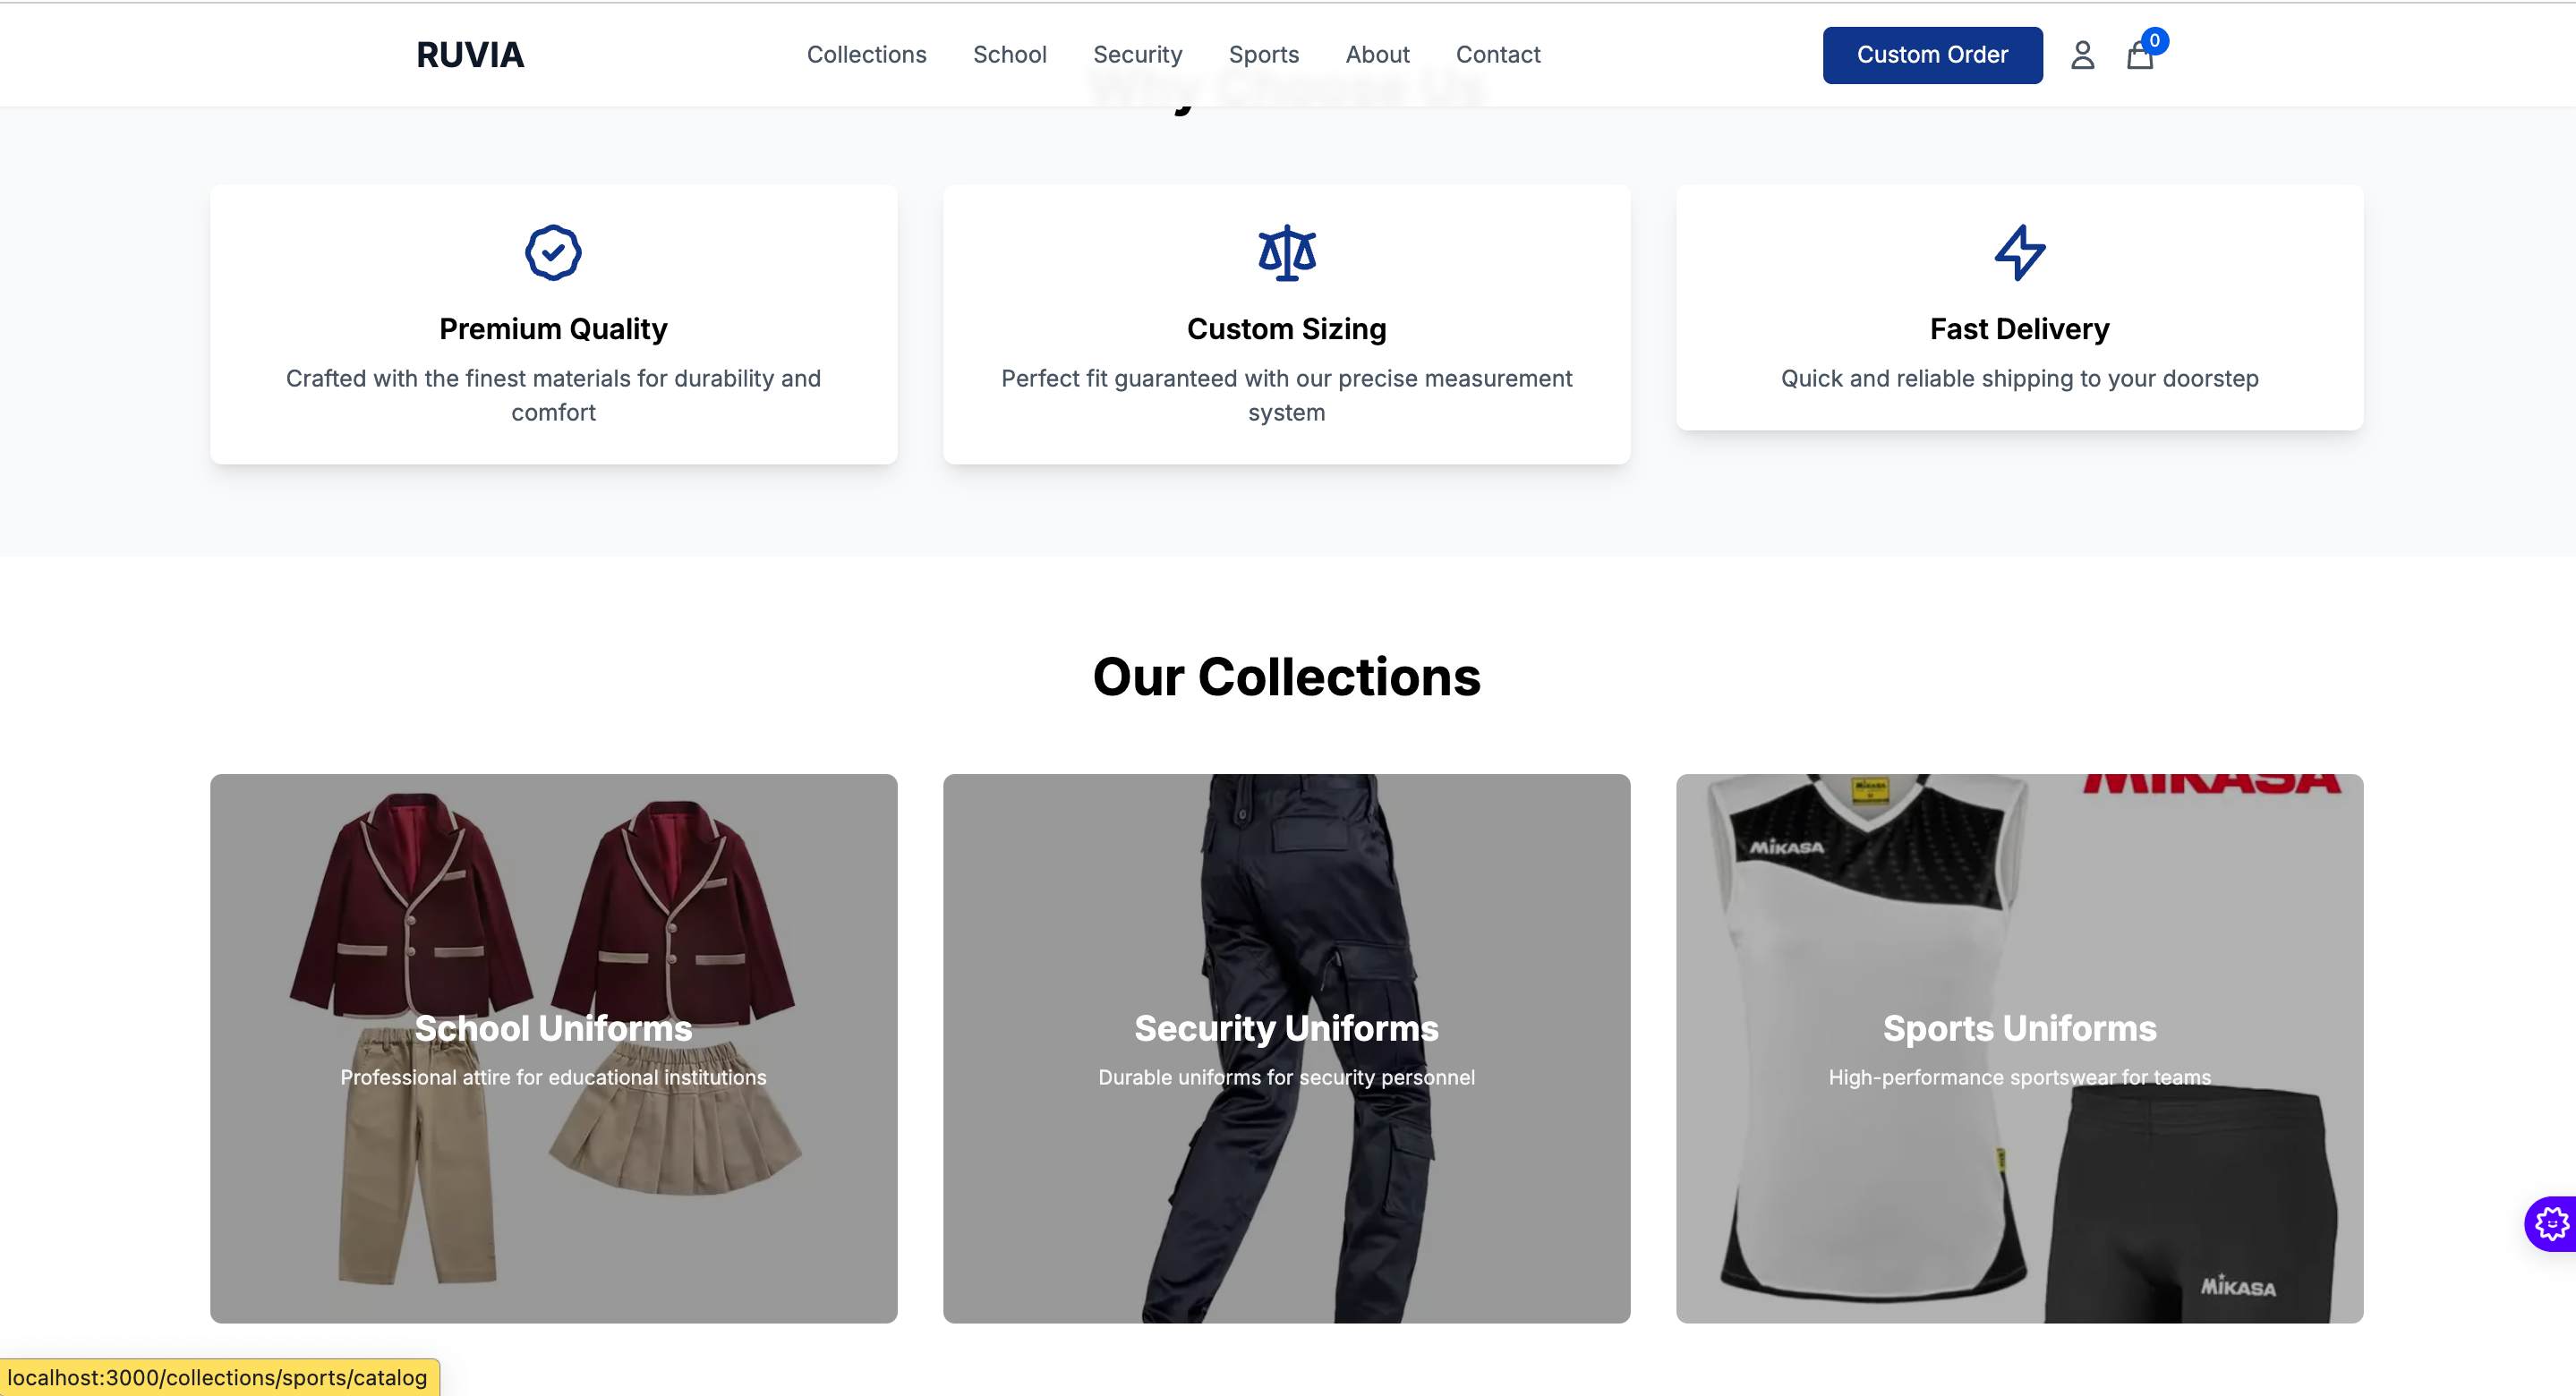 RUVIA
Collections
School
Security
Sports
About
Contact
Custom Order
0
Why Choose Us
Premium Quality
Crafted with the finest materials for durability and
comfort
Custom Sizing
Perfect fit guaranteed with our precise measurement
system
Fast Delivery
Quick and reliable shipping to your doorstep
Our Collections
School Uniforms
Professional attire for educational institutions
Security Uniforms
Durable uniforms for security personnel
MIKASA
MIKASA
Sports Uniforms
High-performance sportswear for teams
MIKASA
localhost:3000/collections/sports/catalog